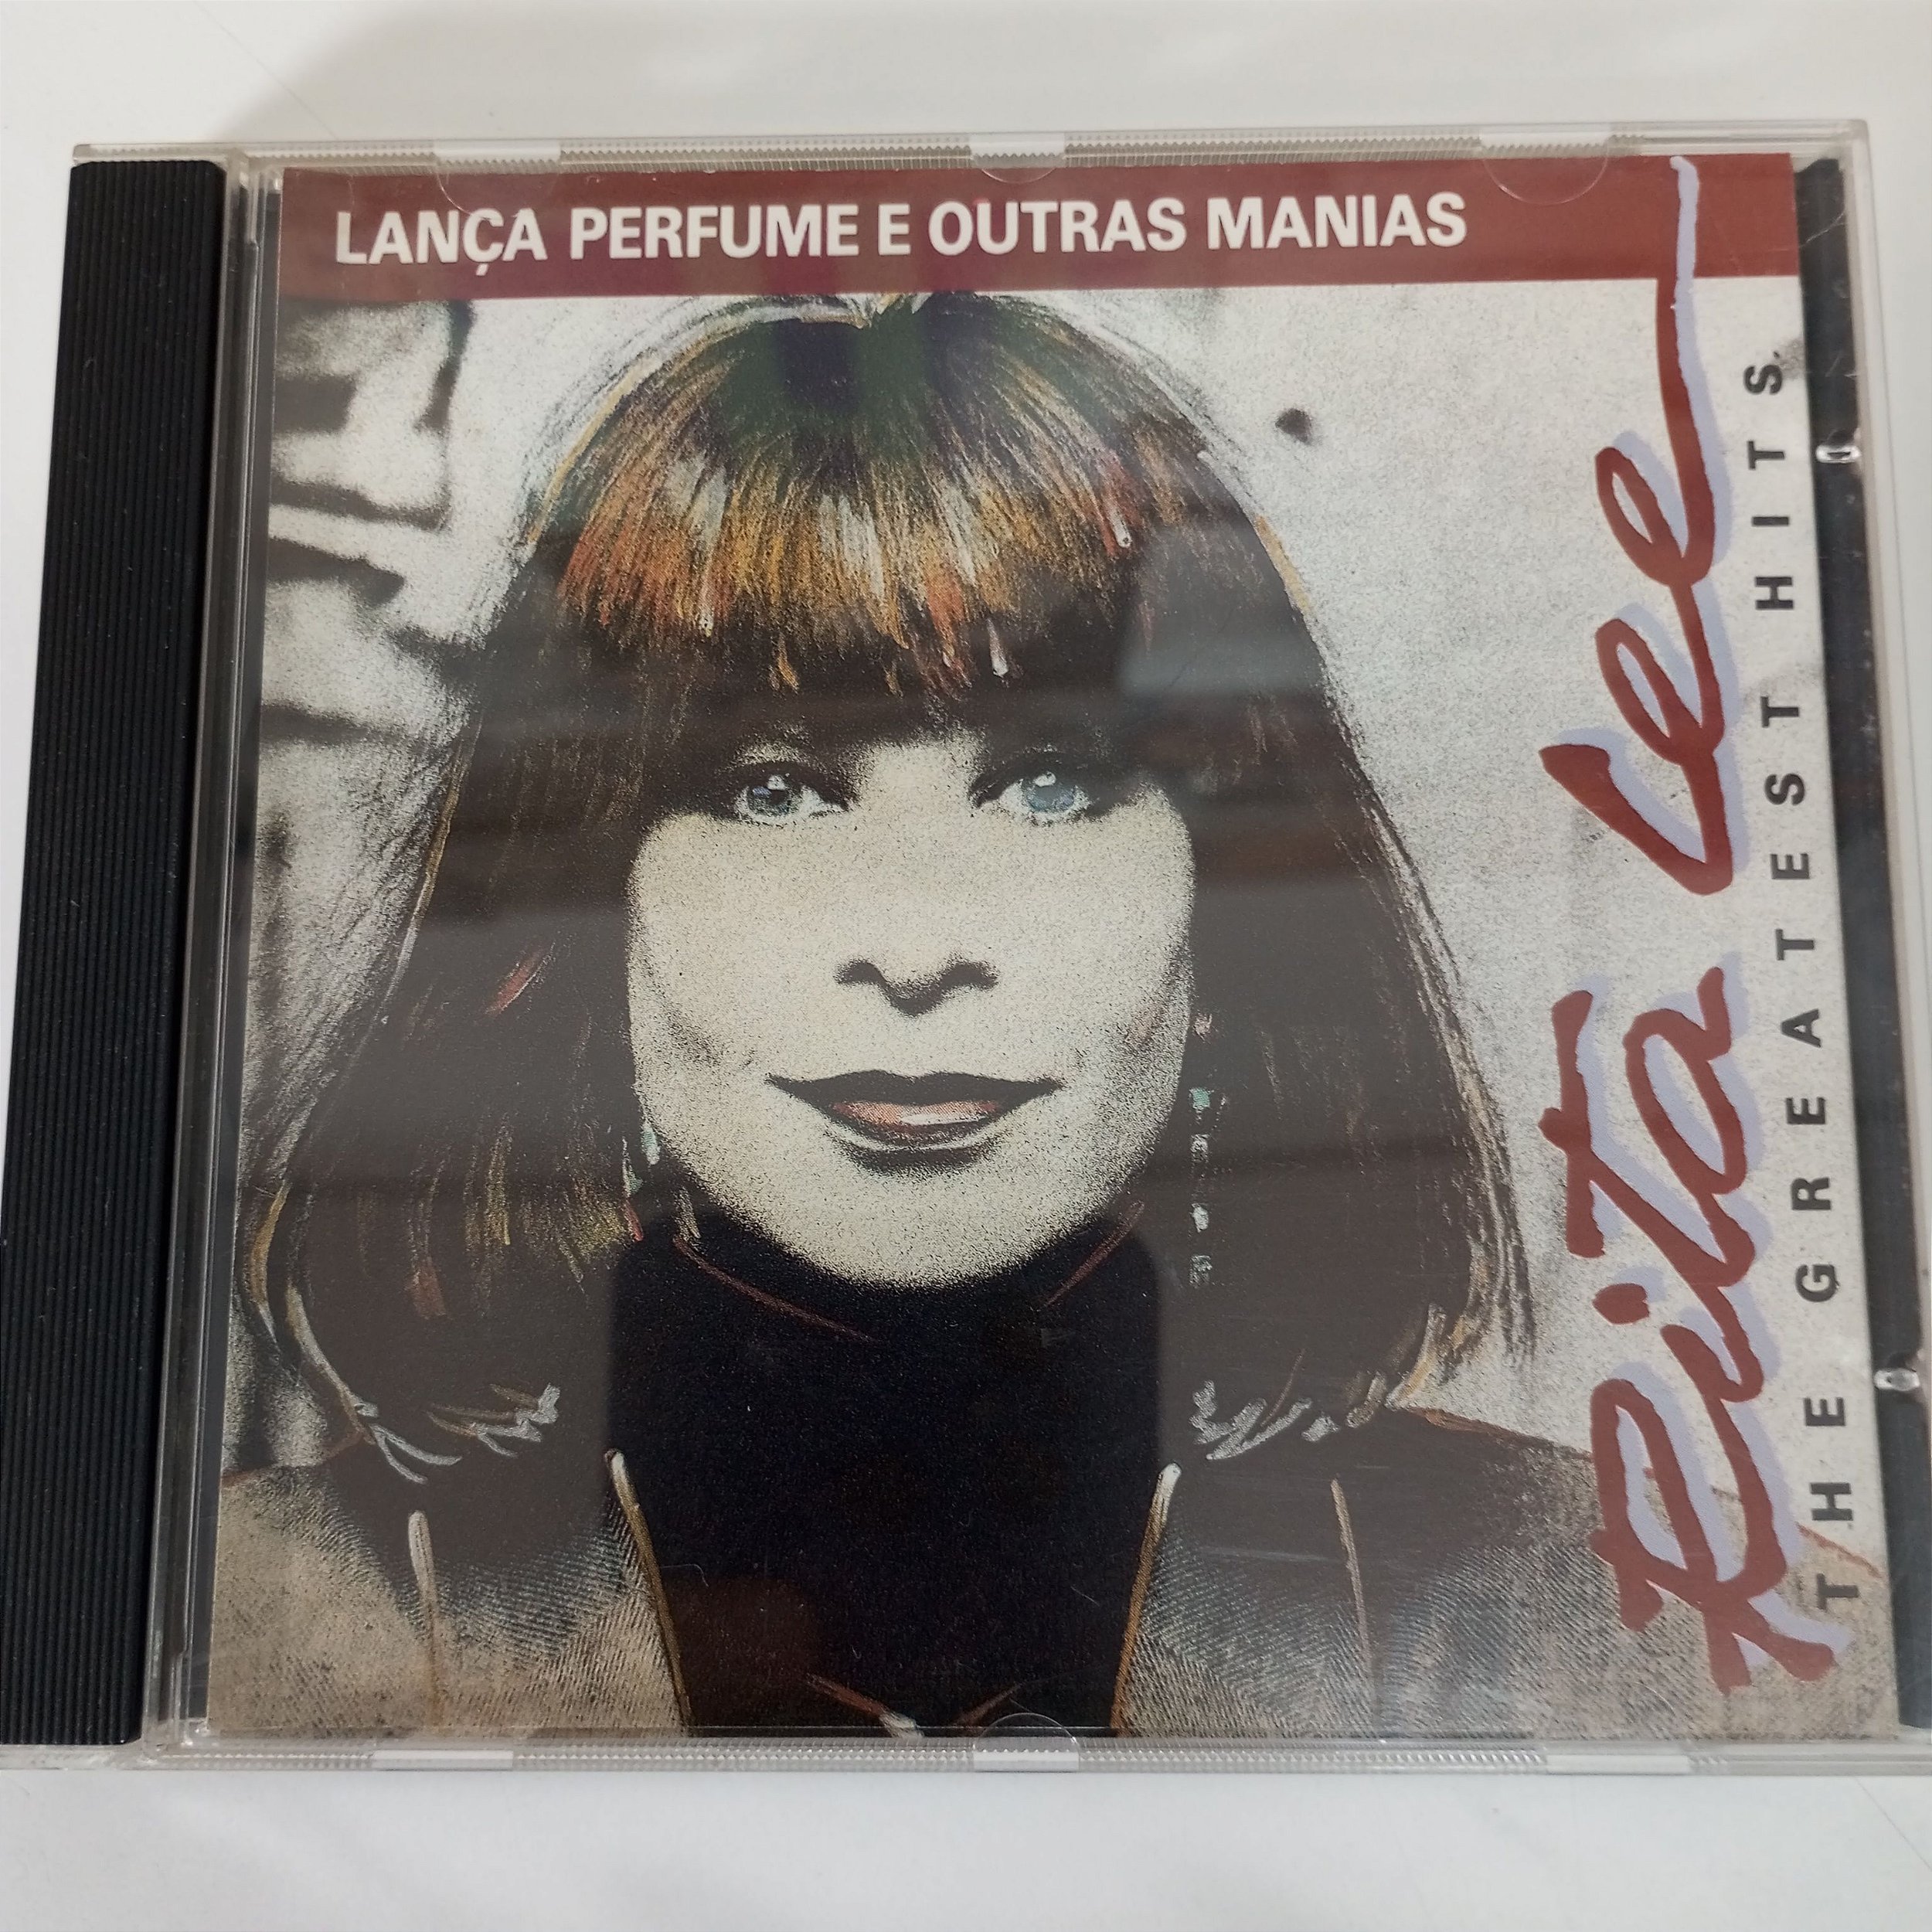 LANÇA PERFUME E OUTRAS MANIAS
Rita Lee
THE GREATEST HITS